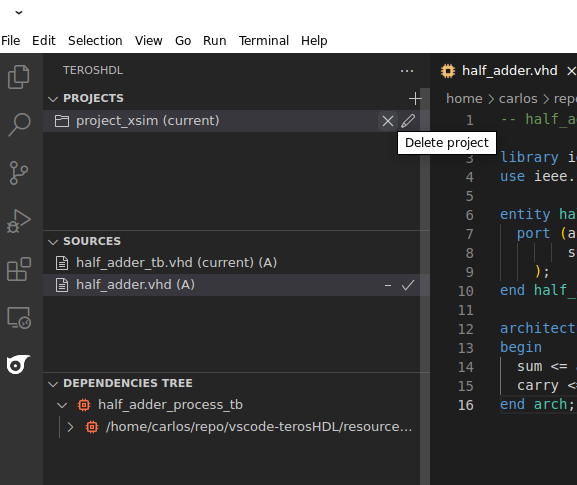 File Edit Selection View Go Run Terminal Help
TEROSHDL
PROJECTS
project_xsim (current)
Delete project
SOURCES
half_adder_tb.vhd (current) (A)
half_adder.vhd (A)
DEPENDENCIES TREE
half_adder_process_tb
/home/carlos/repo/vscode-terosHDL/resource...
half_adder.vhd
home > carlos > repo
1 -- half_a
3 library i
4 use ieee.
5
6 entity ha
7 port (a
8 s
9 );
10 end half_
11
12 architect
13 begin
14 sum <=
15 carry <
16 end arch;